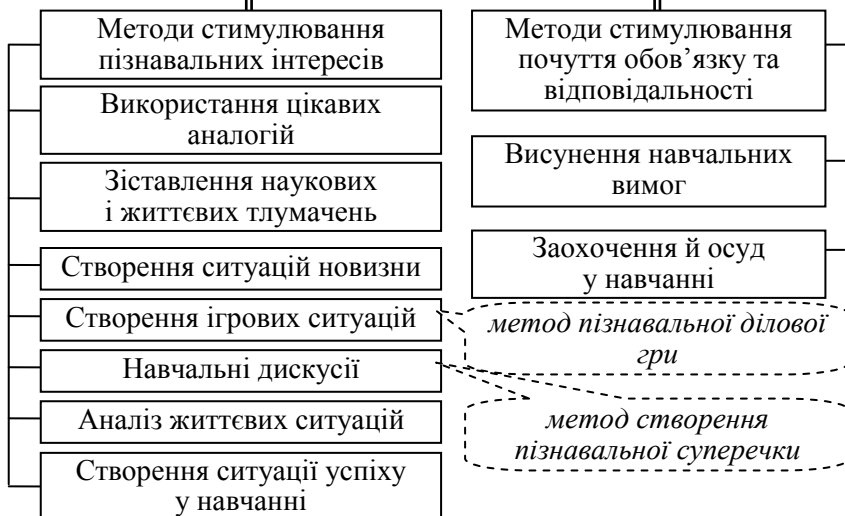 Методи стимулювання
пізнавальних інтересів
Використання цікавих
аналогій
Зіставлення наукових
і життєвих тлумачень
Створення ситуацій новизни
Створення ігрових ситуацій
Навчальні дискусії
Аналіз життєвих ситуацій
Створення ситуації успіху
у навчанні
Методи стимулювання
почуття обов’язку та
відповідальності
Висунення навчальних
вимог
Заохочення й осуд
у навчанні
метод пізнавальної ділової
гри
метод створення
пізнавальної суперечки